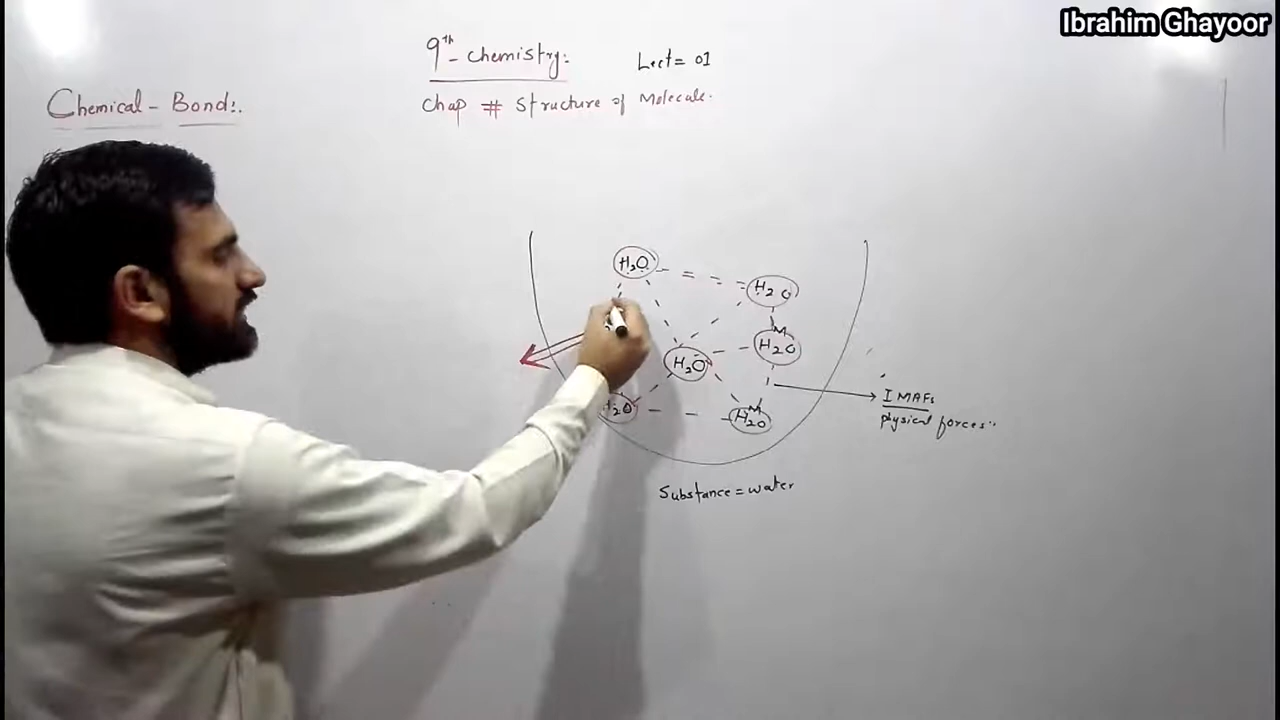 Ibrahim Ghayoor
9th - Chemistry: Lect = 01
Chap # Structure of Molecule.
Chemical - Bond:.
H2O
H2O
M
H2O
H2O
H2O
M
H2O
IMAFs
physical forces:.
Substance = water